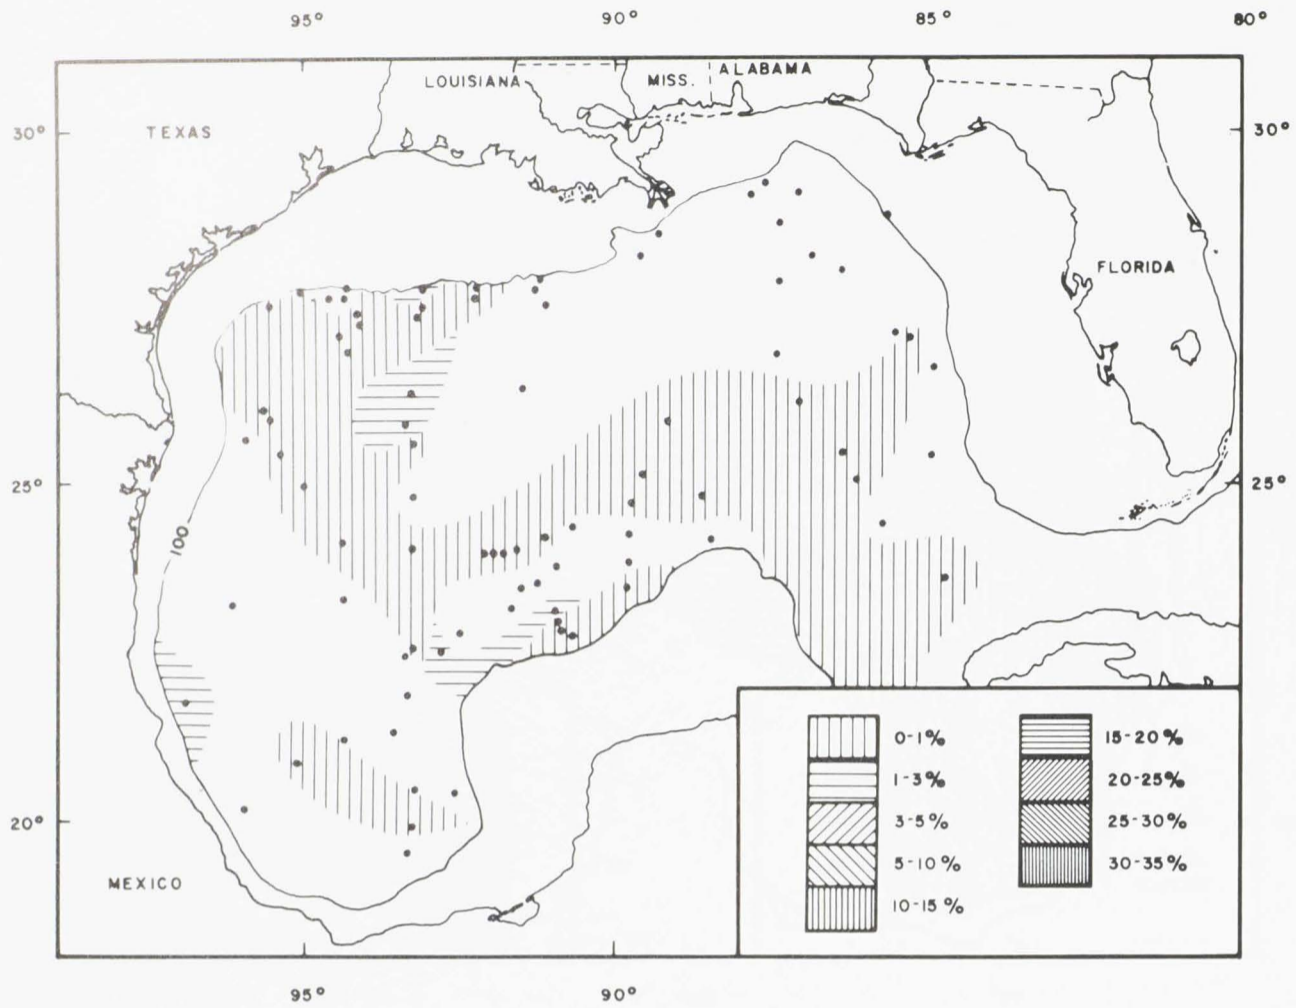 95° 90° 85° 80°
LOUISIANA MISS. ALABAMA
TEXAS
30° 30°
FLORIDA
25° 25°
100
0-1%
1-3%
3-5%
5-10%
10-15%
15-20%
20-25%
25-30%
30-35%
20°
MEXICO
95° 90°